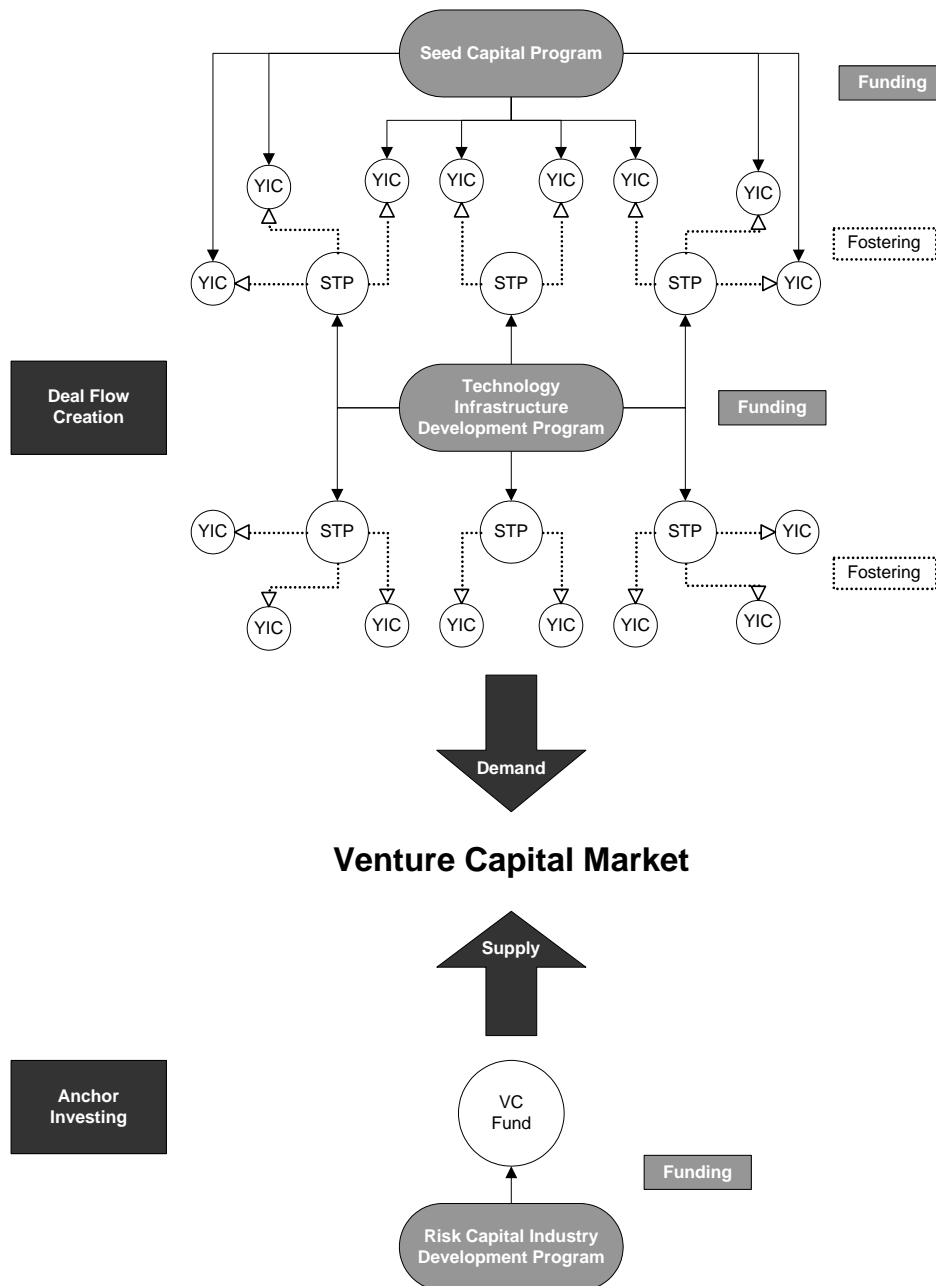 Seed Capital Program
Funding
YIC
YIC
YIC
YIC
YIC
YIC
YIC
Fostering
YIC
STP
STP
STP
YIC
Deal Flow
Creation
Technology
Infrastructure
Development Program
Funding
YIC
STP
STP
STP
YIC
Fostering
YIC
YIC
YIC
YIC
YIC
YIC
Demand
Venture Capital Market
Supply
Anchor
Investing
VC
Fund
Funding
Risk Capital Industry
Development Program